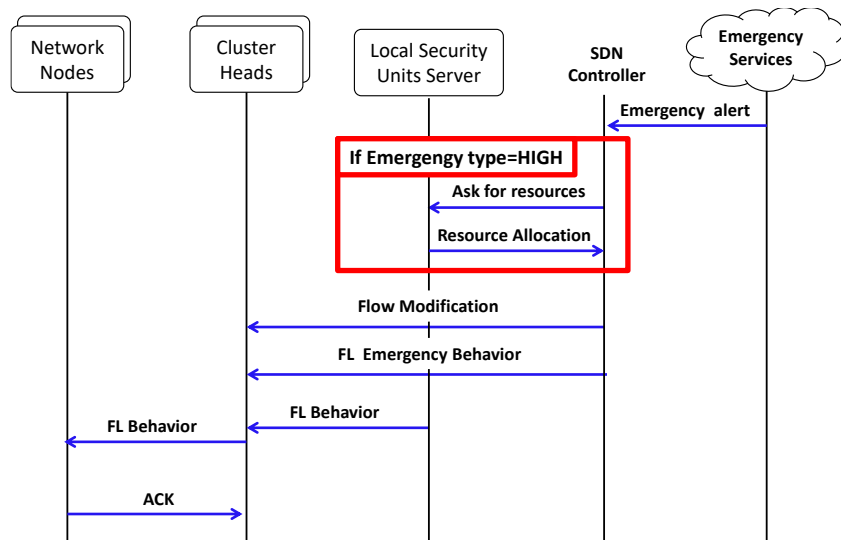 Network
Nodes
Cluster
Heads
Local Security
Units Server
SDN
Controller
Emergency
Services
Emergency alert
If Emergengy type=HIGH
Ask for resources
Resource Allocation
Flow Modification
FL Emergency Behavior
FL Behavior
FL Behavior
ACK